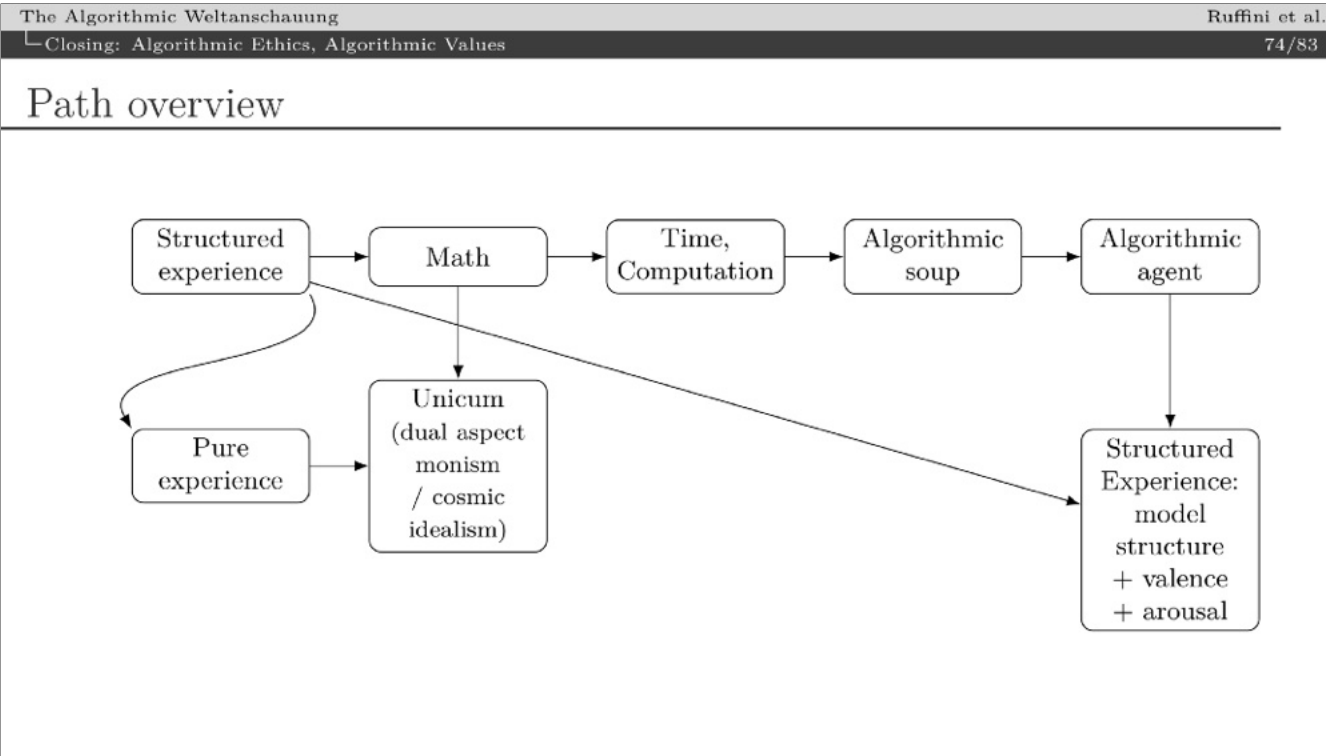 The Algorithmic Weltanschauung
Ruffini et al.
Closing: Algorithmic Ethics, Algorithmic Values
74/83
Path overview
Structured
experience
Math
Time,
Computation
Algorithmic
soup
Algorithmic
agent
Pure
experience
Unicum
(dual aspect
monism
/ cosmic
idealism)
Structured
Experience:
model
structure
+ valence
+ arousal